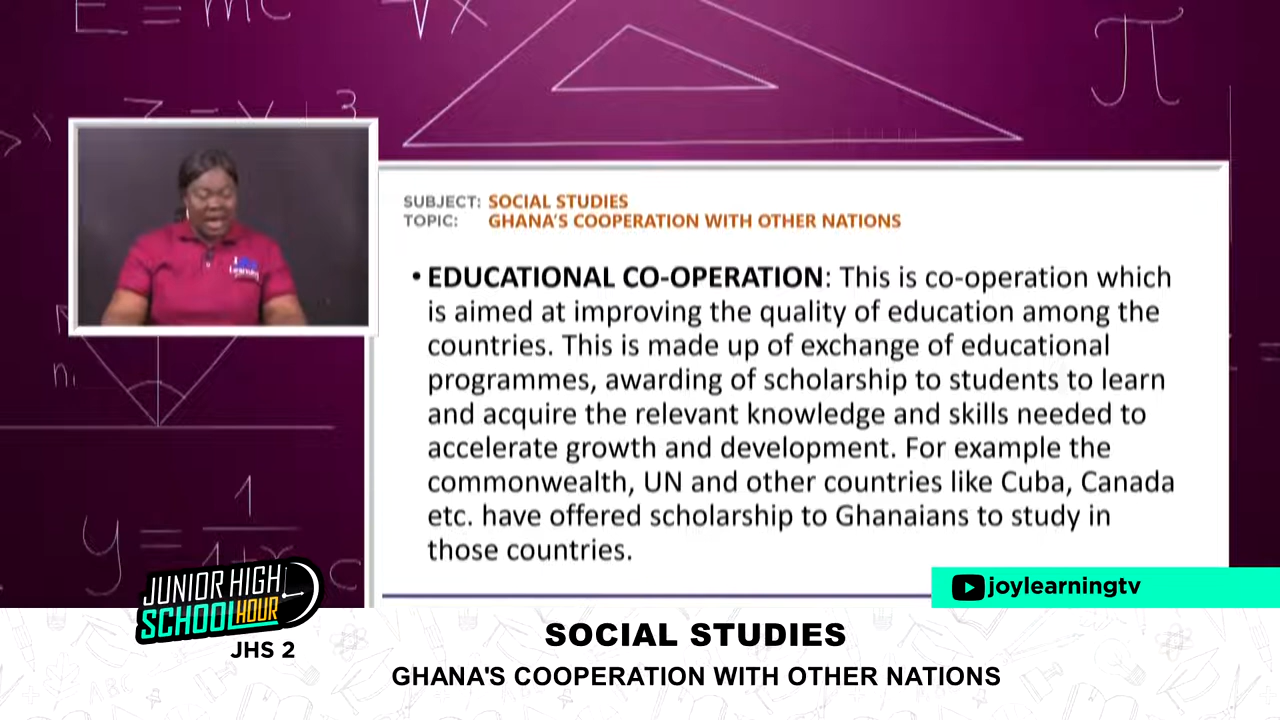 E = mc √x
π
SUBJECT: SOCIAL STUDIES
TOPIC: GHANA'S COOPERATION WITH OTHER NATIONS
• EDUCATIONAL CO-OPERATION: This is co-operation which
is aimed at improving the quality of education among the
countries. This is made up of exchange of educational
programmes, awarding of scholarship to students to learn
and acquire the relevant knowledge and skills needed to
accelerate growth and development. For example the
commonwealth, UN and other countries like Cuba, Canada
etc. have offered scholarship to Ghanaians to study in
those countries.
joylearningtv
JUNIOR HIGH
SCHOOL HOUR
JHS 2
SOCIAL STUDIES
GHANA'S COOPERATION WITH OTHER NATIONS